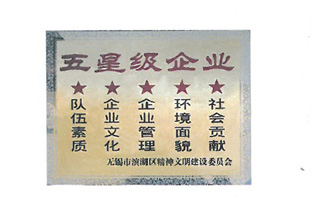 五星级企业
★ ★ ★ ★ ★
队伍素质
企业文化
企业管理
环境面貌
社会贡献
无锡市滨湖区精神文明建设委员会